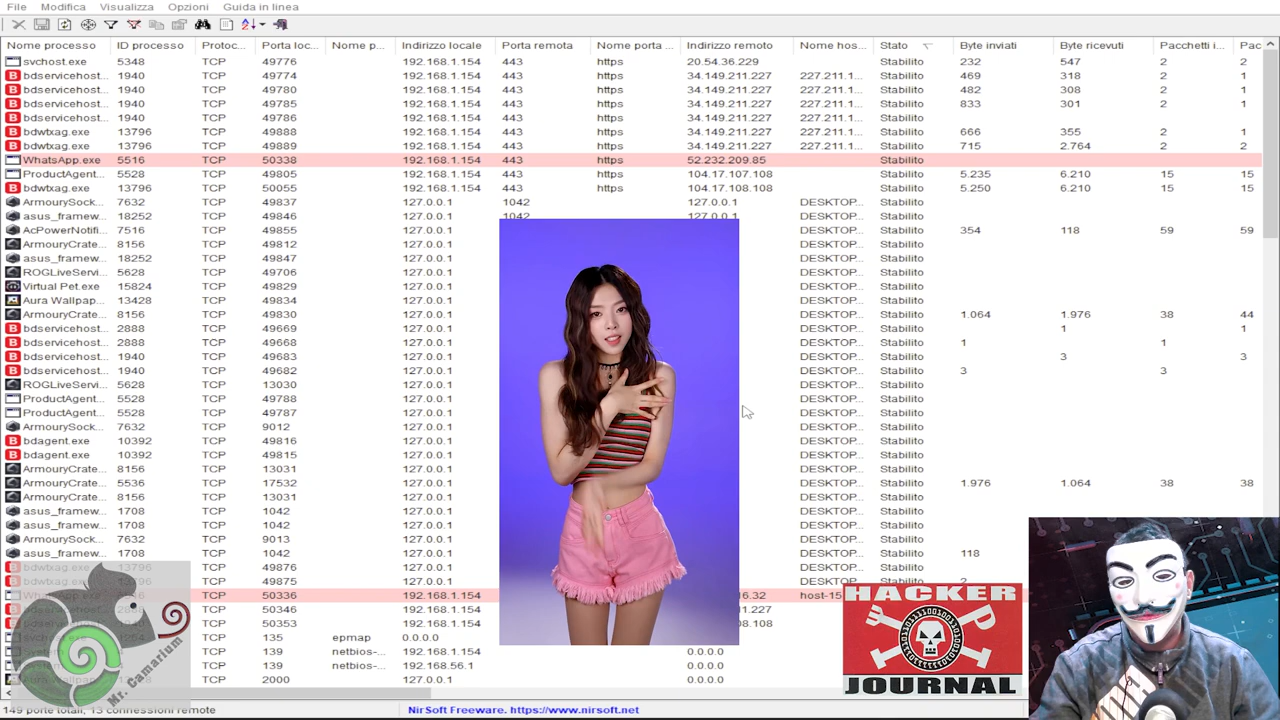 File Modifica Visualizza Opzioni Guida in linea
Nome processo ID processo Protoc... Porta loc... Nome p... Indirizzo locale Porta remota Nome porta ... Indirizzo remoto Nome hos... Stato Byte inviati Byte ricevuti Pacchetti i... Pac
svchost.exe 5348 TCP 49776 192.168.1.154 443 https 20.54.36.229 Stabilito 232 547 2 2
bdservicehost... 1940 TCP 49774 192.168.1.154 443 https 34.149.211.227 227.211.1... Stabilito 469 318 2 1
bdservicehost... 1940 TCP 49780 192.168.1.154 443 https 34.149.211.227 227.211.1... Stabilito 482 308 2 1
bdservicehost... 1940 TCP 49785 192.168.1.154 443 https 34.149.211.227 227.211.1... Stabilito 833 301 2 1
bdservicehost... 1940 TCP 49786 192.168.1.154 443 https 34.149.211.227 227.211.1... Stabilito
bdwtxag.exe 13796 TCP 49888 192.168.1.154 443 https 34.149.211.227 227.211.1... Stabilito 666 355 2 1
bdwtxag.exe 13796 TCP 49889 192.168.1.154 443 https 34.149.211.227 227.211.1... Stabilito 715 2.764 2 1
WhatsApp.exe 5516 TCP 50338 192.168.1.154 443 https 52.232.209.85 Stabilito
ProductAgent... 5528 TCP 49805 192.168.1.154 443 https 104.17.107.108 Stabilito 5.235 6.210 15 15
bdwtxag.exe 13796 TCP 50055 192.168.1.154 443 https 104.17.108.108 Stabilito 5.250 6.210 15 15
ArmourySock... 7632 TCP 49837 127.0.0.1 1042 127.0.0.1 DESKTOP... Stabilito
asus_framew... 18252 TCP 49846 127.0.0.1 1042 127.0.0.1 DESKTOP... Stabilito
AcPowerNotifi... 7516 TCP 49855 127.0.0.1 DESKTOP... Stabilito 354 118 59 59
ArmouryCrate... 8156 TCP 49812 127.0.0.1 DESKTOP... Stabilito
asus_framew... 18252 TCP 49847 127.0.0.1 DESKTOP... Stabilito
ROGLiveServi... 5628 TCP 49706 127.0.0.1 DESKTOP... Stabilito
Virtual Pet.exe 15824 TCP 49829 127.0.0.1 DESKTOP... Stabilito
Aura Wallpap... 13428 TCP 49834 127.0.0.1 DESKTOP... Stabilito
ArmouryCrate... 8156 TCP 49830 127.0.0.1 DESKTOP... Stabilito 1.064 1.976 38 44
bdservicehost... 2888 TCP 49669 127.0.0.1 DESKTOP... Stabilito 1 1
bdservicehost... 2888 TCP 49668 127.0.0.1 DESKTOP... Stabilito 1 1
bdservicehost... 1940 TCP 49683 127.0.0.1 DESKTOP... Stabilito 3 3
bdservicehost... 1940 TCP 49682 127.0.0.1 DESKTOP... Stabilito 3 3
ROGLiveServi... 5628 TCP 13030 127.0.0.1 DESKTOP... Stabilito
ProductAgent... 5528 TCP 49788 127.0.0.1 DESKTOP... Stabilito
ProductAgent... 5528 TCP 49787 127.0.0.1 DESKTOP... Stabilito
ArmourySock... 7632 TCP 9012 127.0.0.1 DESKTOP... Stabilito
bdagent.exe 10392 TCP 49816 127.0.0.1 DESKTOP... Stabilito
bdagent.exe 10392 TCP 49815 127.0.0.1 DESKTOP... Stabilito
ArmouryCrate... 8156 TCP 13031 127.0.0.1 DESKTOP... Stabilito
ArmouryCrate... 5536 TCP 17532 127.0.0.1 DESKTOP... Stabilito 1.976 1.064 38 38
ArmouryCrate... 8156 TCP 13031 127.0.0.1 DESKTOP... Stabilito
asus_framew... 1708 TCP 1042 127.0.0.1 DESKTOP... Stabilito
asus_framew... 1708 TCP 1042 127.0.0.1 DESKTOP... Stabilito
ArmourySock... 7632 TCP 9013 127.0.0.1 DESKTOP... Stabilito
asus_framew... 1708 TCP 1042 127.0.0.1 DESKTOP... Stabilito 118
bdwtxag.exe 13796 TCP 49876 127.0.0.1 DESKTOP... Stabilito
TCP 49875 127.0.0.1 DESKTOP... Stabilito 2
TCP 50336 192.168.1.154 host-15
TCP 50346 192.168.1.154
TCP 50353 192.168.1.154
TCP 135 epmap 0.0.0.0 0.0.0.0
TCP 139 netbios-... 192.168.1.154 0.0.0.0
TCP 139 netbios-... 192.168.56.1 0.0.0.0
TCP 2000 127.0.0.1 0.0.0.0
149 porte totali, 13 connessioni remote NirSoft Freeware. https://www.nirsoft.net
Mr. Camarium
HACKER
JOURNAL